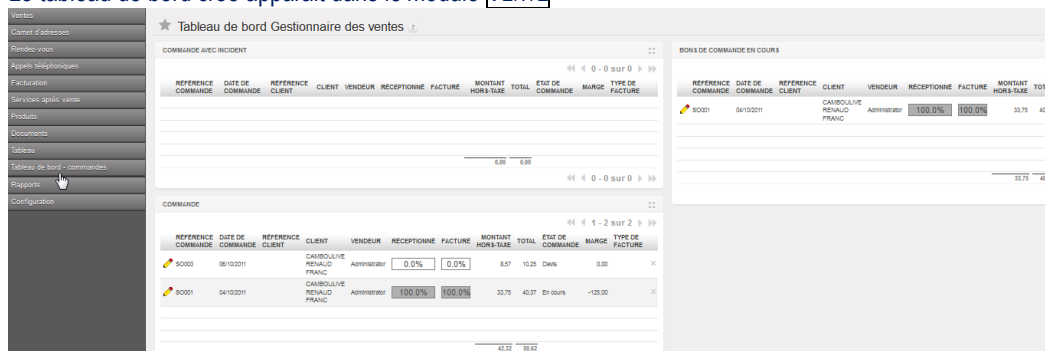 Le tableau de bord créé apparaît dans le module VENTE
Ventes
Carnet d'adresses
Rendez-vous
Appels téléphoniques
Facturation
Services après vente
Produits
Documents
Tableau
Tableau de bord - commandes
Rapports
Configuration
Tableau de bord Gestionnaire des ventes ?
COMMANDE AVEC INCIDENT
0 - 0 sur 0
RÉFÉRENCE COMMANDE DATE DE COMMANDE RÉFÉRENCE CLIENT CLIENT VENDEUR RÉCEPTIONNÉ FACTURÉ MONTANT HORS-TAXE TOTAL ÉTAT DE COMMANDE MARGE TYPE DE FACTURE
0,00 0,00
0 - 0 sur 0
COMMANDE
1 - 2 sur 2
RÉFÉRENCE COMMANDE DATE DE COMMANDE RÉFÉRENCE CLIENT CLIENT VENDEUR RÉCEPTIONNÉ FACTURÉ MONTANT HORS-TAXE TOTAL ÉTAT DE COMMANDE MARGE TYPE DE FACTURE
SO003 06/10/2011 CAMBOULIVE RENAUD FRANC Administrator 0.0% 0.0% 8,57 10,25 Devis 0,00
SO001 04/10/2011 CAMBOULIVE RENAUD FRANC Administrator 100.0% 100.0% 33,75 40,37 En cours -125,00
42,32 50,62
BONS DE COMMANDE EN COURS
RÉFÉRENCE COMMANDE DATE DE COMMANDE RÉFÉRENCE CLIENT CLIENT VENDEUR RÉCEPTIONNÉ FACTURÉ MONTANT HORS-TAXE TOT
SO001 04/10/2011 CAMBOULIVE RENAUD FRANC Administrator 100.0% 100.0% 33,75 40
33,75 40